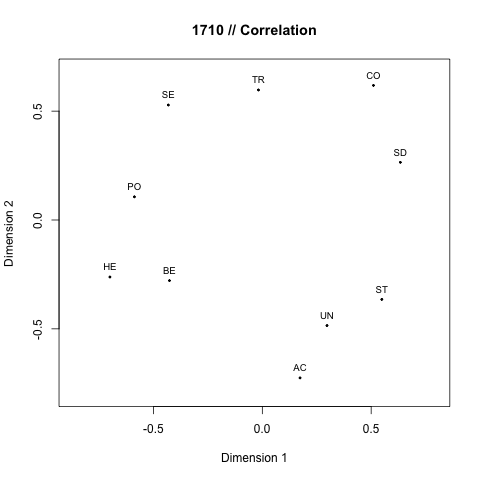 1710 // Correlation
CO
TR
SE
SD
PO
HE
BE
ST
UN
AC
0.5
0.0
-0.5
Dimension 2
-0.5
0.0
0.5
Dimension 1